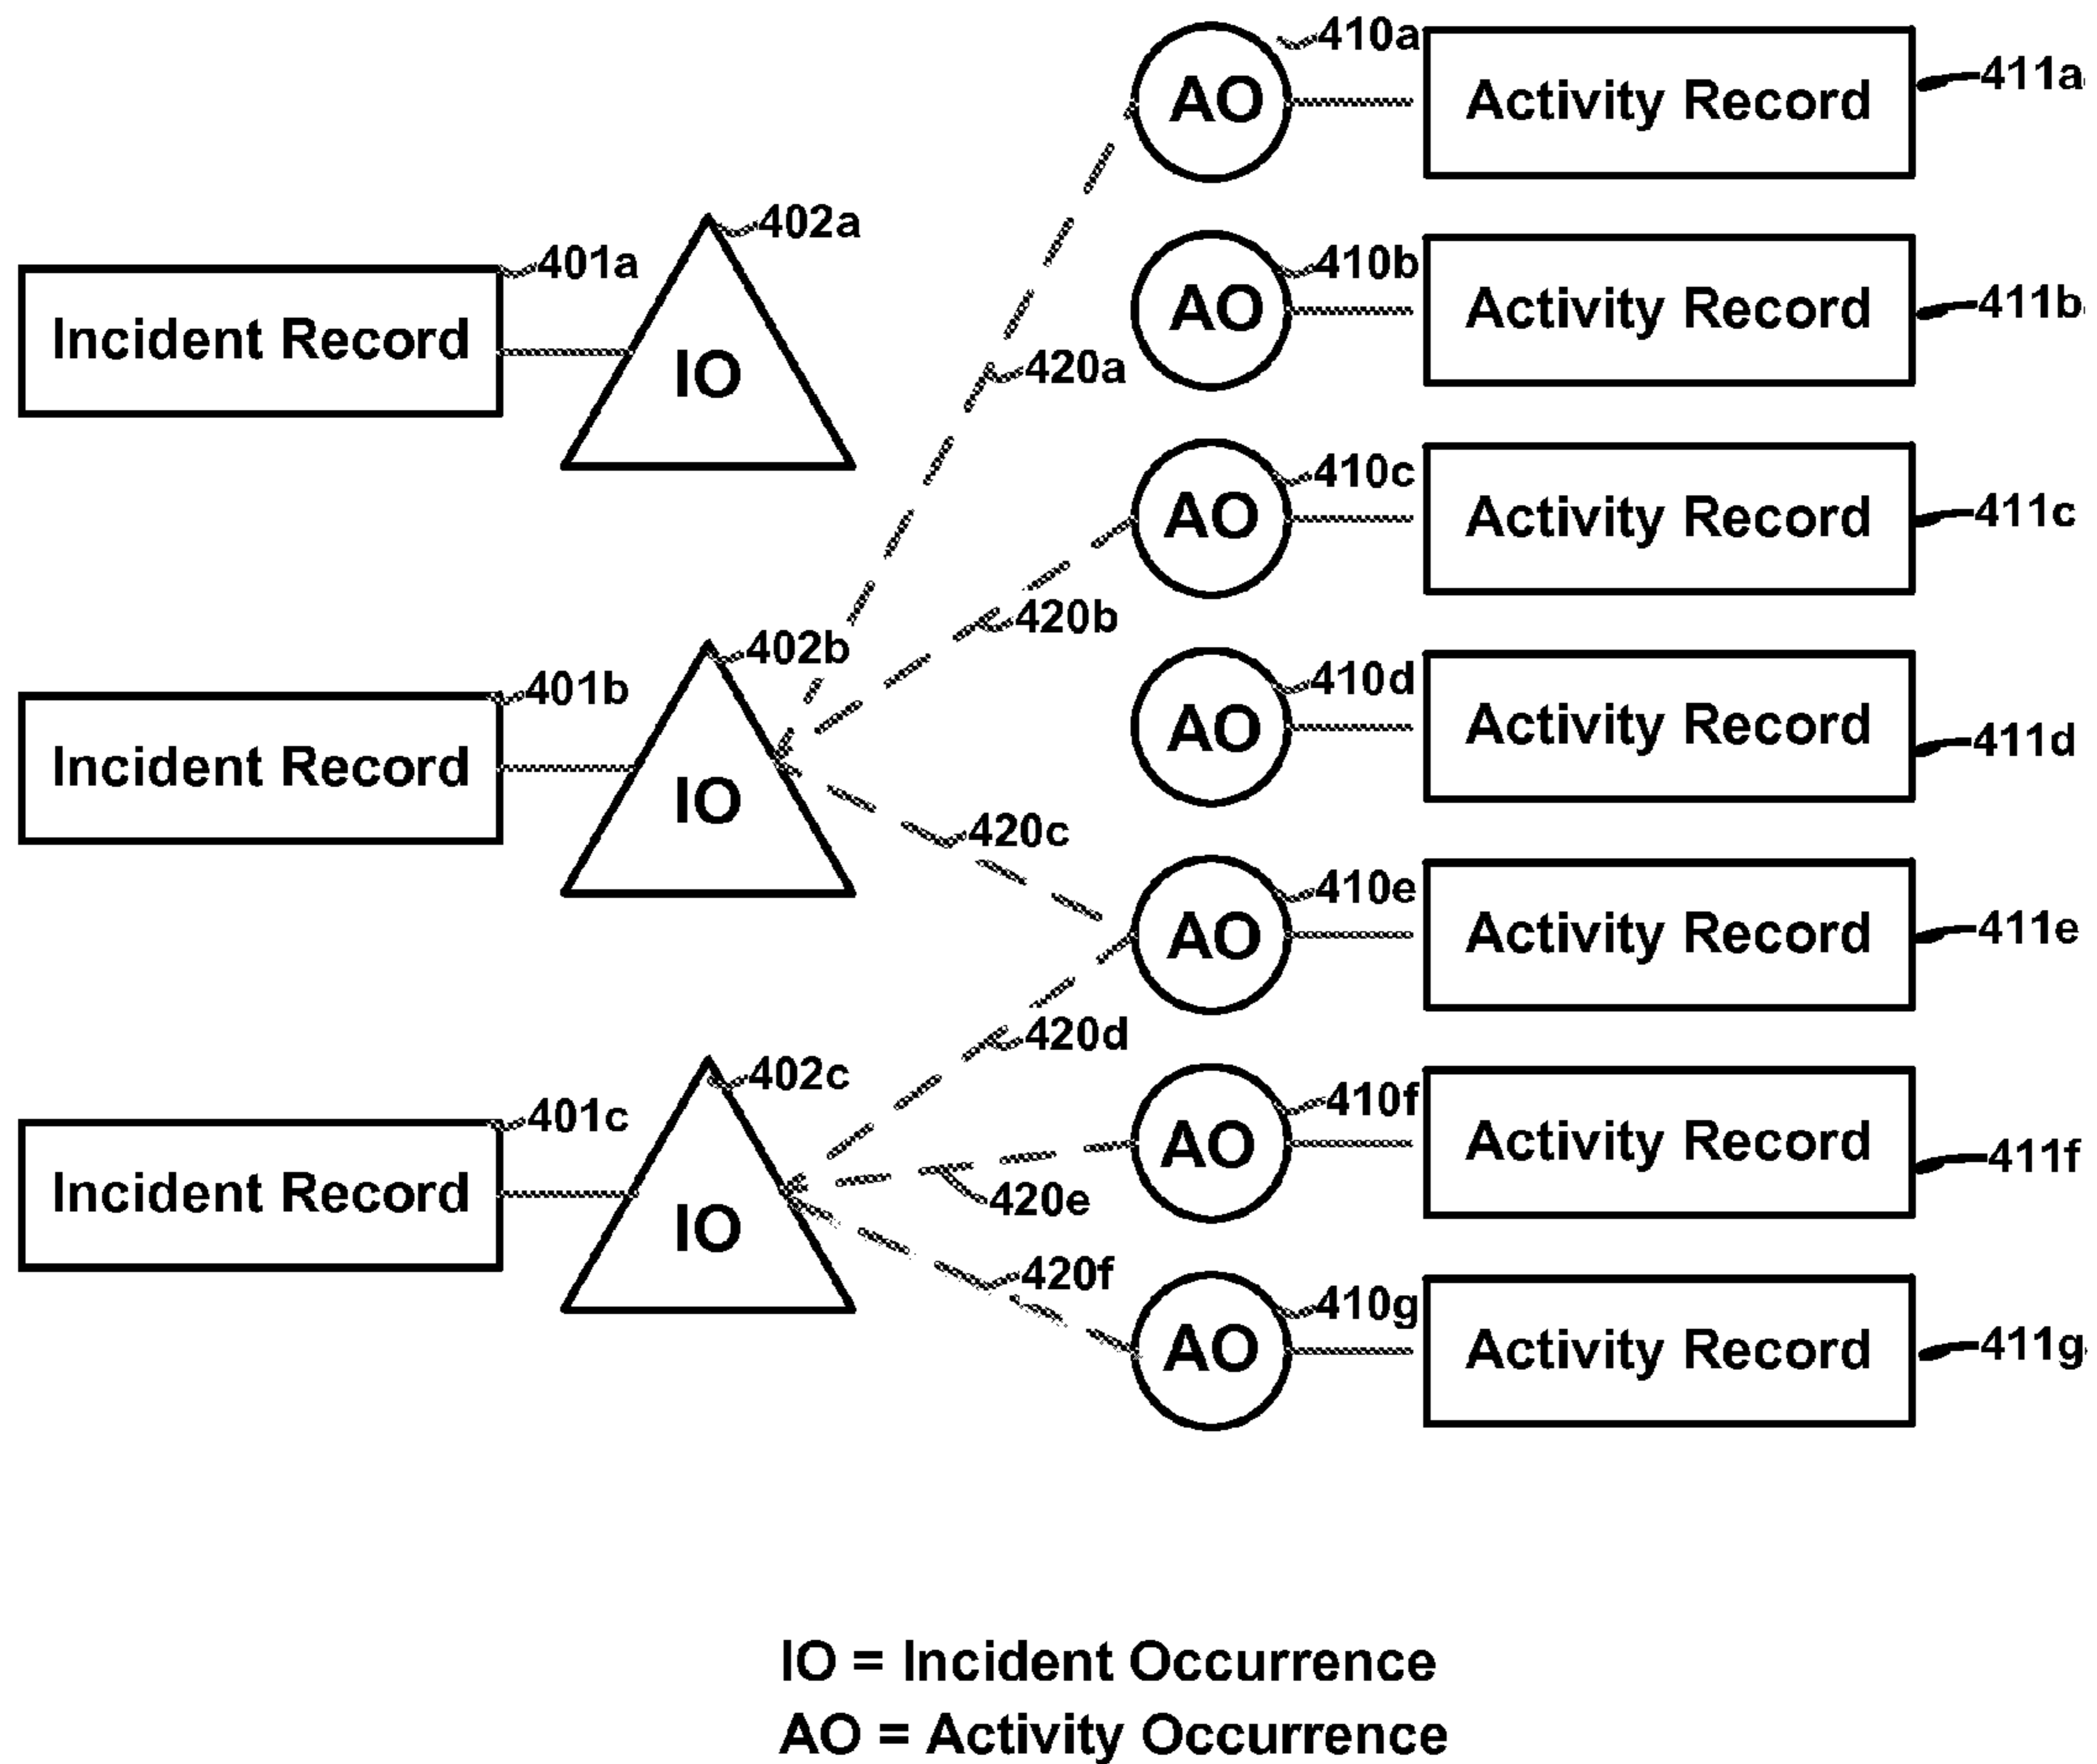 410a
AO
Activity Record
411a
402a
401a
Incident Record
IO
410b
AO
Activity Record
411b
420a
410c
AO
Activity Record
411c
420b
402b
401b
Incident Record
IO
410d
AO
Activity Record
411d
420c
410e
AO
Activity Record
411e
420d
402c
401c
Incident Record
IO
410f
AO
Activity Record
411f
420e
420f
410g
AO
Activity Record
411g
IO = Incident Occurrence
AO = Activity Occurrence